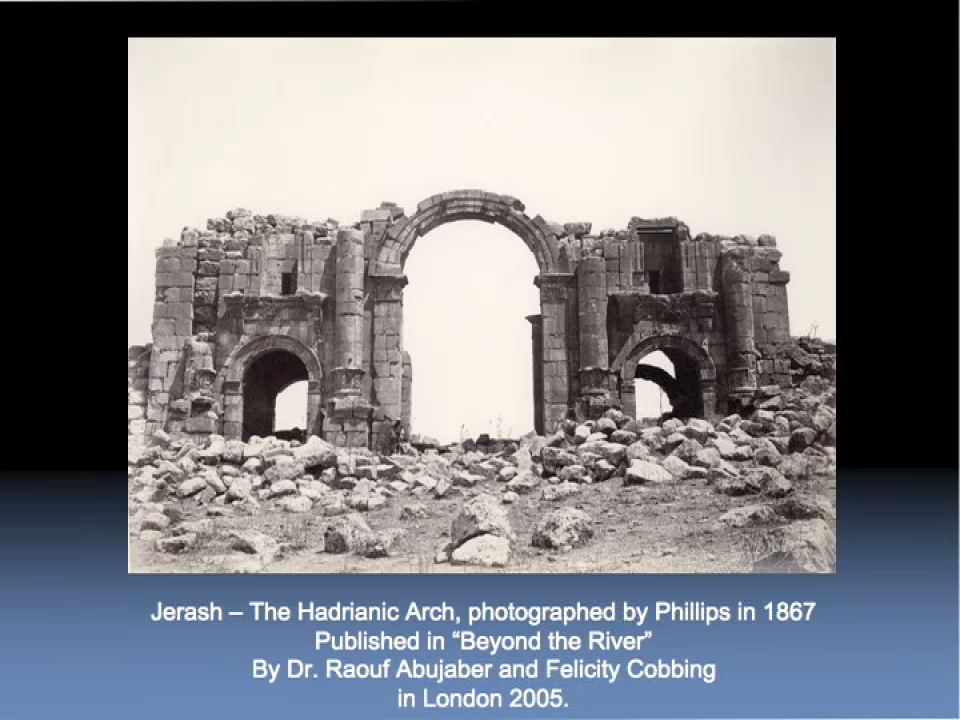 Jerash – The Hadrianic Arch, photographed by Phillips in 1867
Published in “Beyond the River”
By Dr. Raouf Abujaber and Felicity Cobbing
in London 2005.